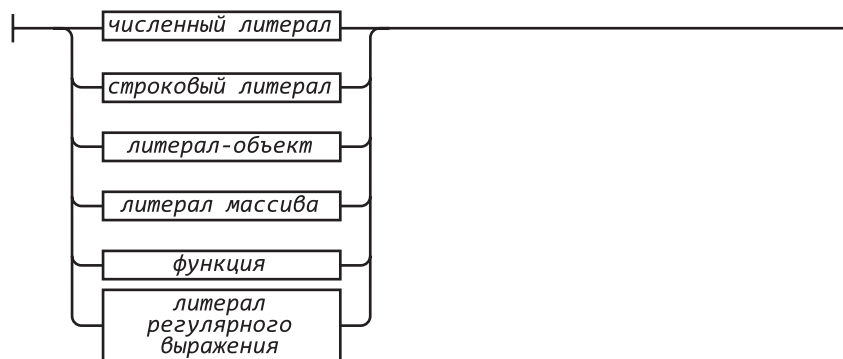 численный литерал
строковый литерал
литерал-объект
литерал массива
функция
литерал
регулярного
выражения